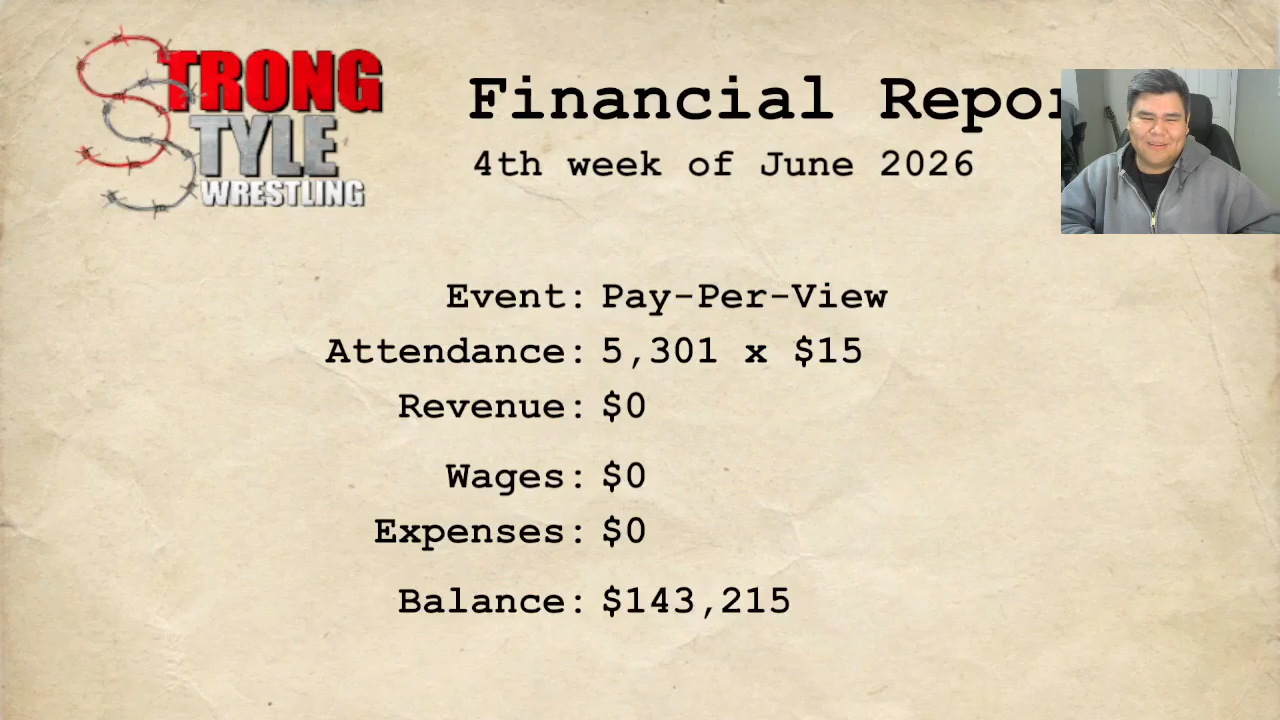 STRONG
STYLE
WRESTLING
Financial Repor
4th week of June 2026
Event: Pay-Per-View
Attendance: 5,301 x $15
Revenue: $0
Wages: $0
Expenses: $0
Balance: $143,215